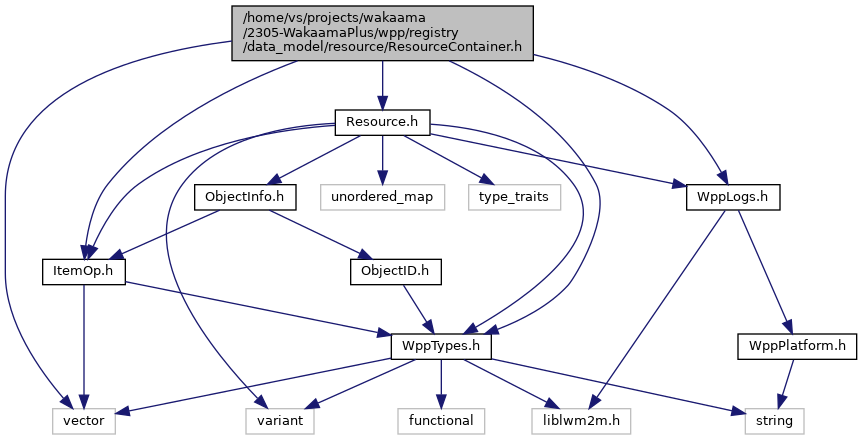 /home/vs/projects/wakaama
/2305-WakaamaPlus/wpp/registry
/data_model/resource/ResourceContainer.h
Resource.h
ObjectInfo.h
unordered_map
type_traits
WppLogs.h
ItemOp.h
ObjectID.h
WppTypes.h
WppPlatform.h
vector
variant
functional
liblwm2m.h
string